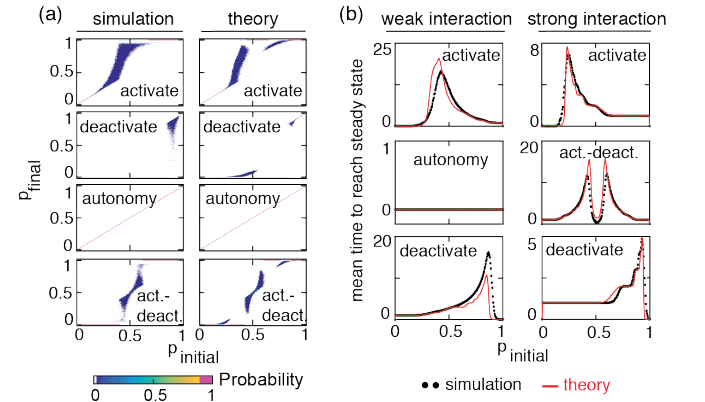 (a)
simulation
theory
1
0.5
0
activate
activate
1
0.5
0
deactivate
deactivate
1
0.5
0
autonomy
autonomy
1
0.5
0
act.-
deact.
act.-
deact.
0 0.5 1
0 0.5 1
p final
p initial
0 0.5 1
Probability
(b)
weak interaction
strong interaction
mean time to reach steady state
25
0
activate
8
0
activate
1
0
autonomy
20
0
act.-deact.
20
0
deactivate
5
0
deactivate
0 0.5 1
0 0.5 1
p initial
simulation
theory